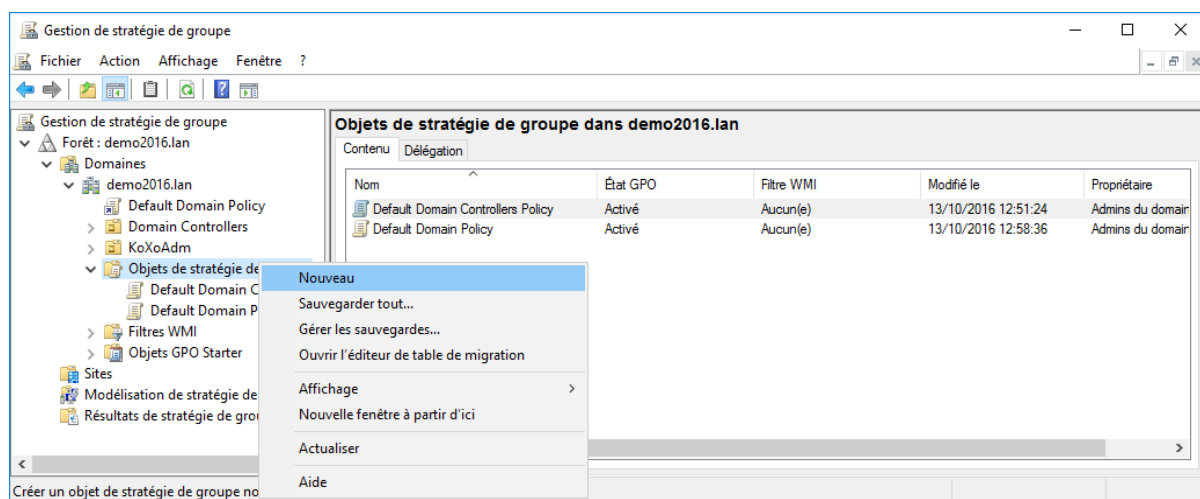 Gestion de stratégie de groupe
Fichier Action Affichage Fenêtre ?
Gestion de stratégie de groupe
Forêt : demo2016.lan
Domaines
demo2016.lan
Default Domain Policy
Domain Controllers
KoXoAdm
Objets de stratégie de
Default Domain C
Default Domain P
Filtres WMI
Objets GPO Starter
Sites
Modélisation de stratégie de
Résultats de stratégie de gro
Objets de stratégie de groupe dans demo2016.lan
Contenu Délégation
Nom État GPO Filtre WMI Modifié le Propriétaire
Default Domain Controllers Policy Activé Aucun(e) 13/10/2016 12:51:24 Admins du domain
Default Domain Policy Activé Aucun(e) 13/10/2016 12:58:36 Admins du domain
Nouveau
Sauvegarder tout...
Gérer les sauvegardes...
Ouvrir l'éditeur de table de migration
Affichage
Nouvelle fenêtre à partir d'ici
Actualiser
Aide
Créer un objet de stratégie de groupe no